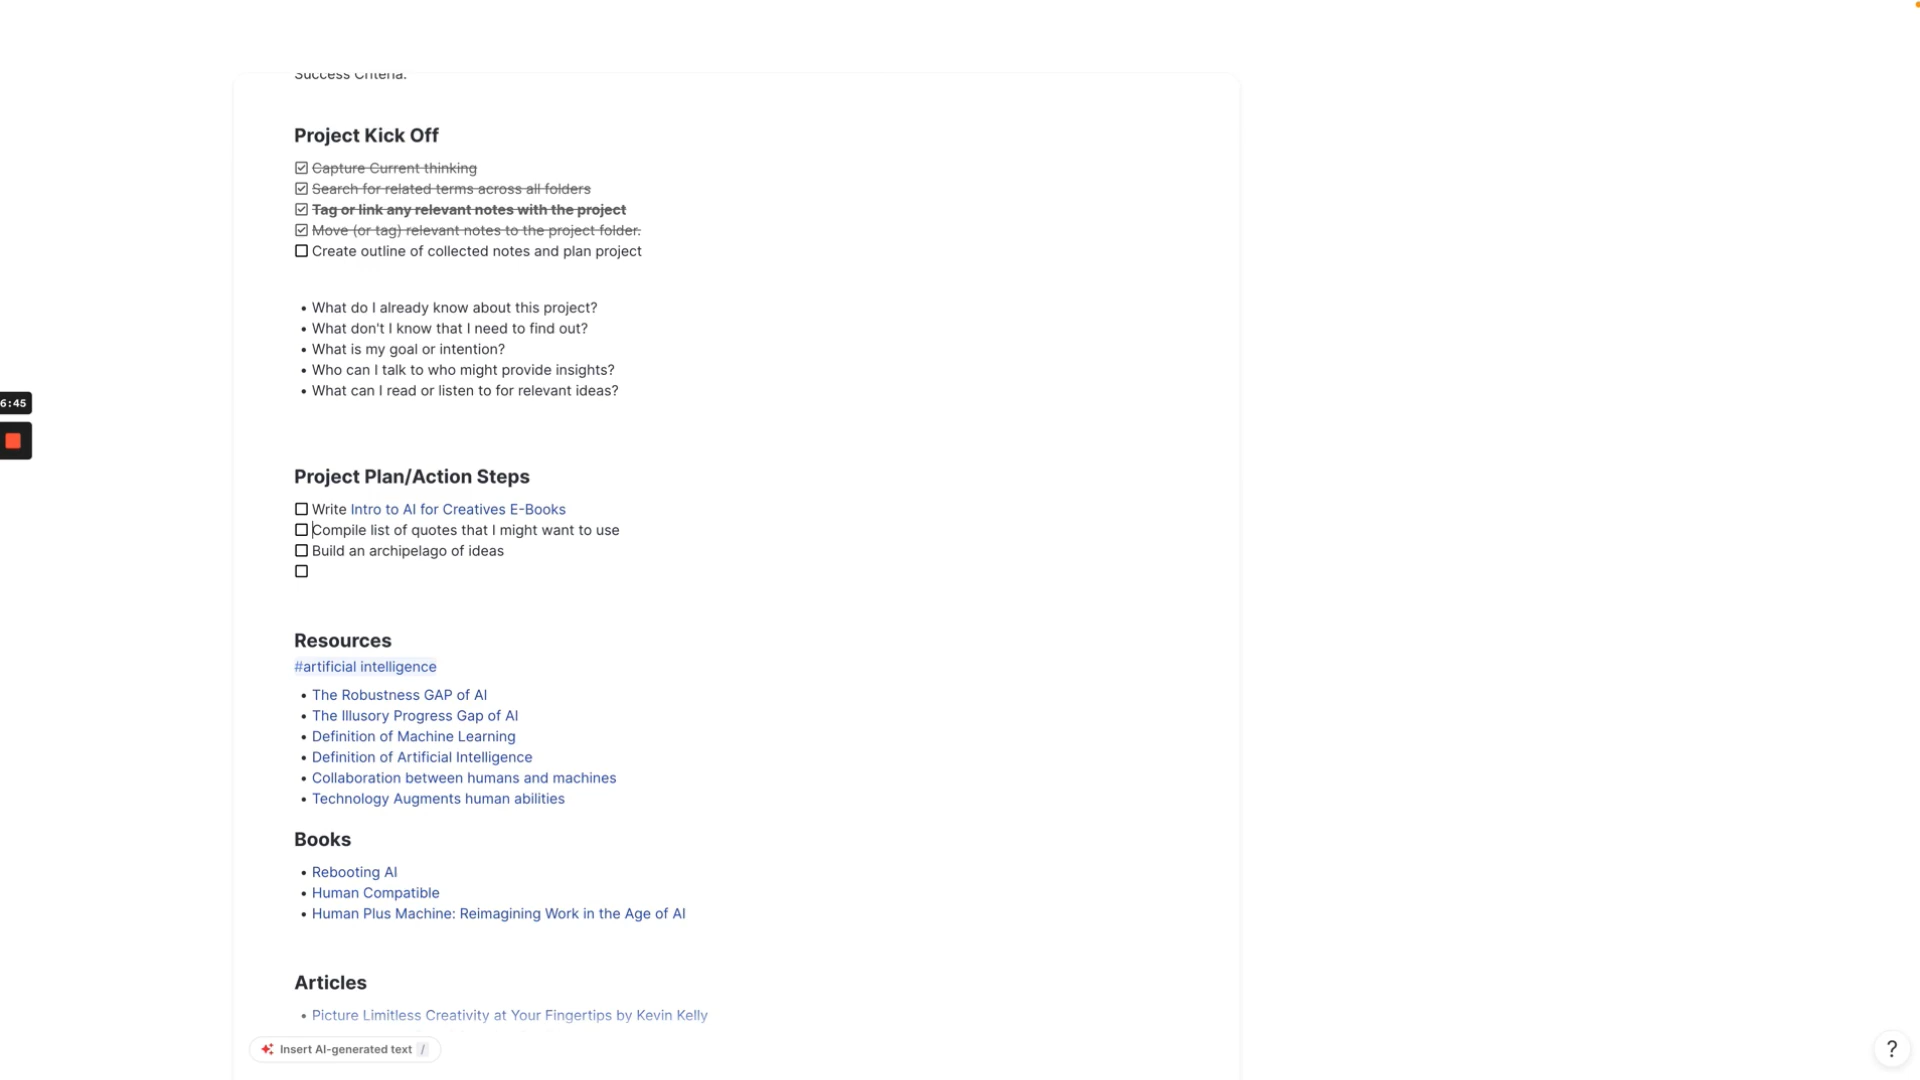 Success Criteria:
Project Kick Off
Capture Current thinking
Search for related terms across all folders
Tag or link any relevant notes with the project
Move (or tag) relevant notes to the project folder.
Create outline of collected notes and plan project
• What do I already know about this project?
• What don't I know that I need to find out?
• What is my goal or intention?
• Who can I talk to who might provide insights?
• What can I read or listen to for relevant ideas?
6:45
Project Plan/Action Steps
Write Intro to AI for Creatives E-Books
Compile list of quotes that I might want to use
Build an archipelago of ideas
Resources
#artificial intelligence
• The Robustness GAP of AI
• The Illusory Progress Gap of AI
• Definition of Machine Learning
• Definition of Artificial Intelligence
• Collaboration between humans and machines
• Technology Augments human abilities
Books
• Rebooting AI
• Human Compatible
• Human Plus Machine: Reimagining Work in the Age of AI
Articles
• Picture Limitless Creativity at Your Fingertips by Kevin Kelly
Insert AI-generated text /
?